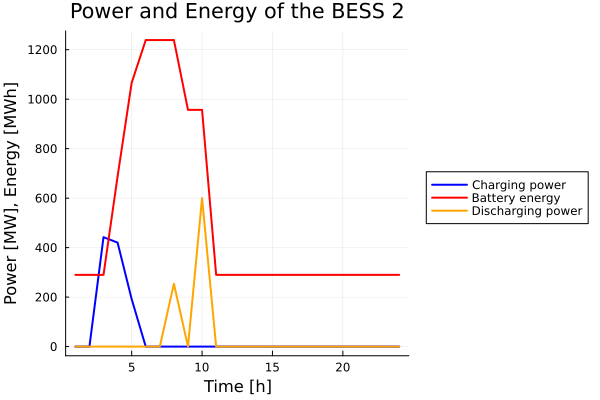 Power and Energy of the BESS 2
Power [MW], Energy [MWh]
1200
1000
800
600
400
200
0
5
10
15
20
Time [h]
Charging power
Battery energy
Discharging power